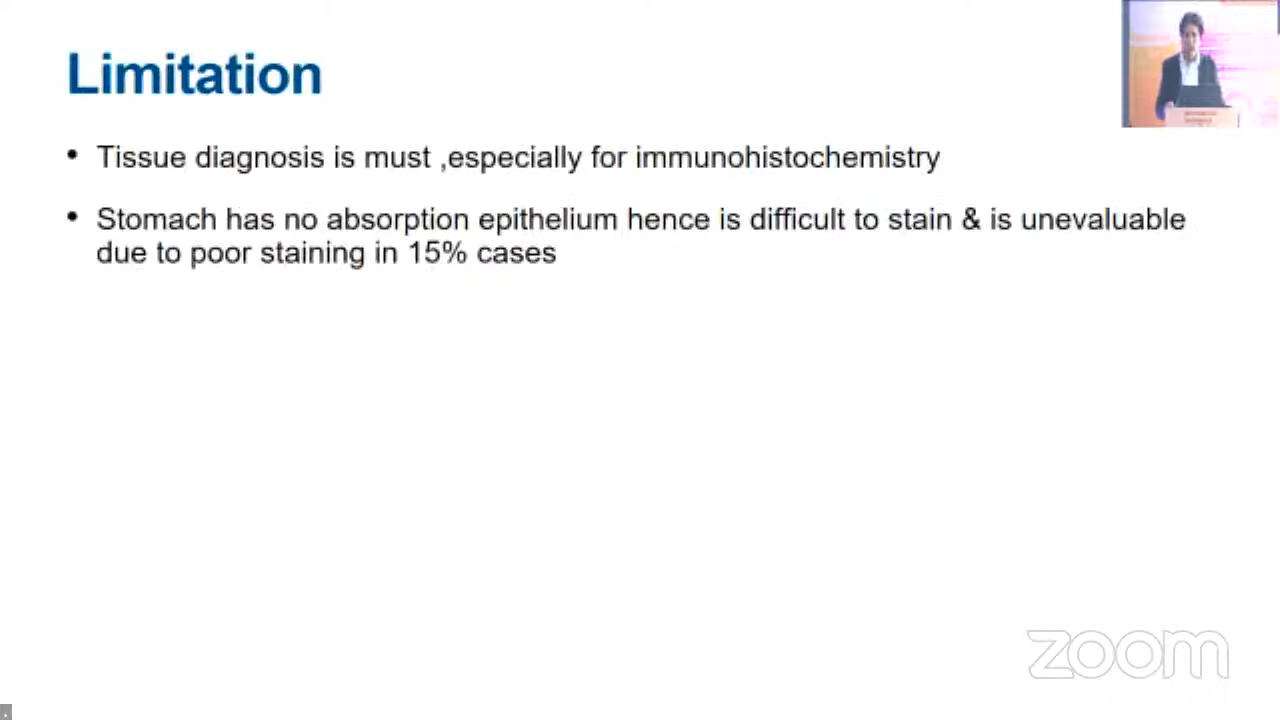 Limitation
• Tissue diagnosis is must ,especially for immunohistochemistry
• Stomach has no absorption epithelium hence is difficult to stain & is unevaluable
due to poor staining in 15% cases
zoom